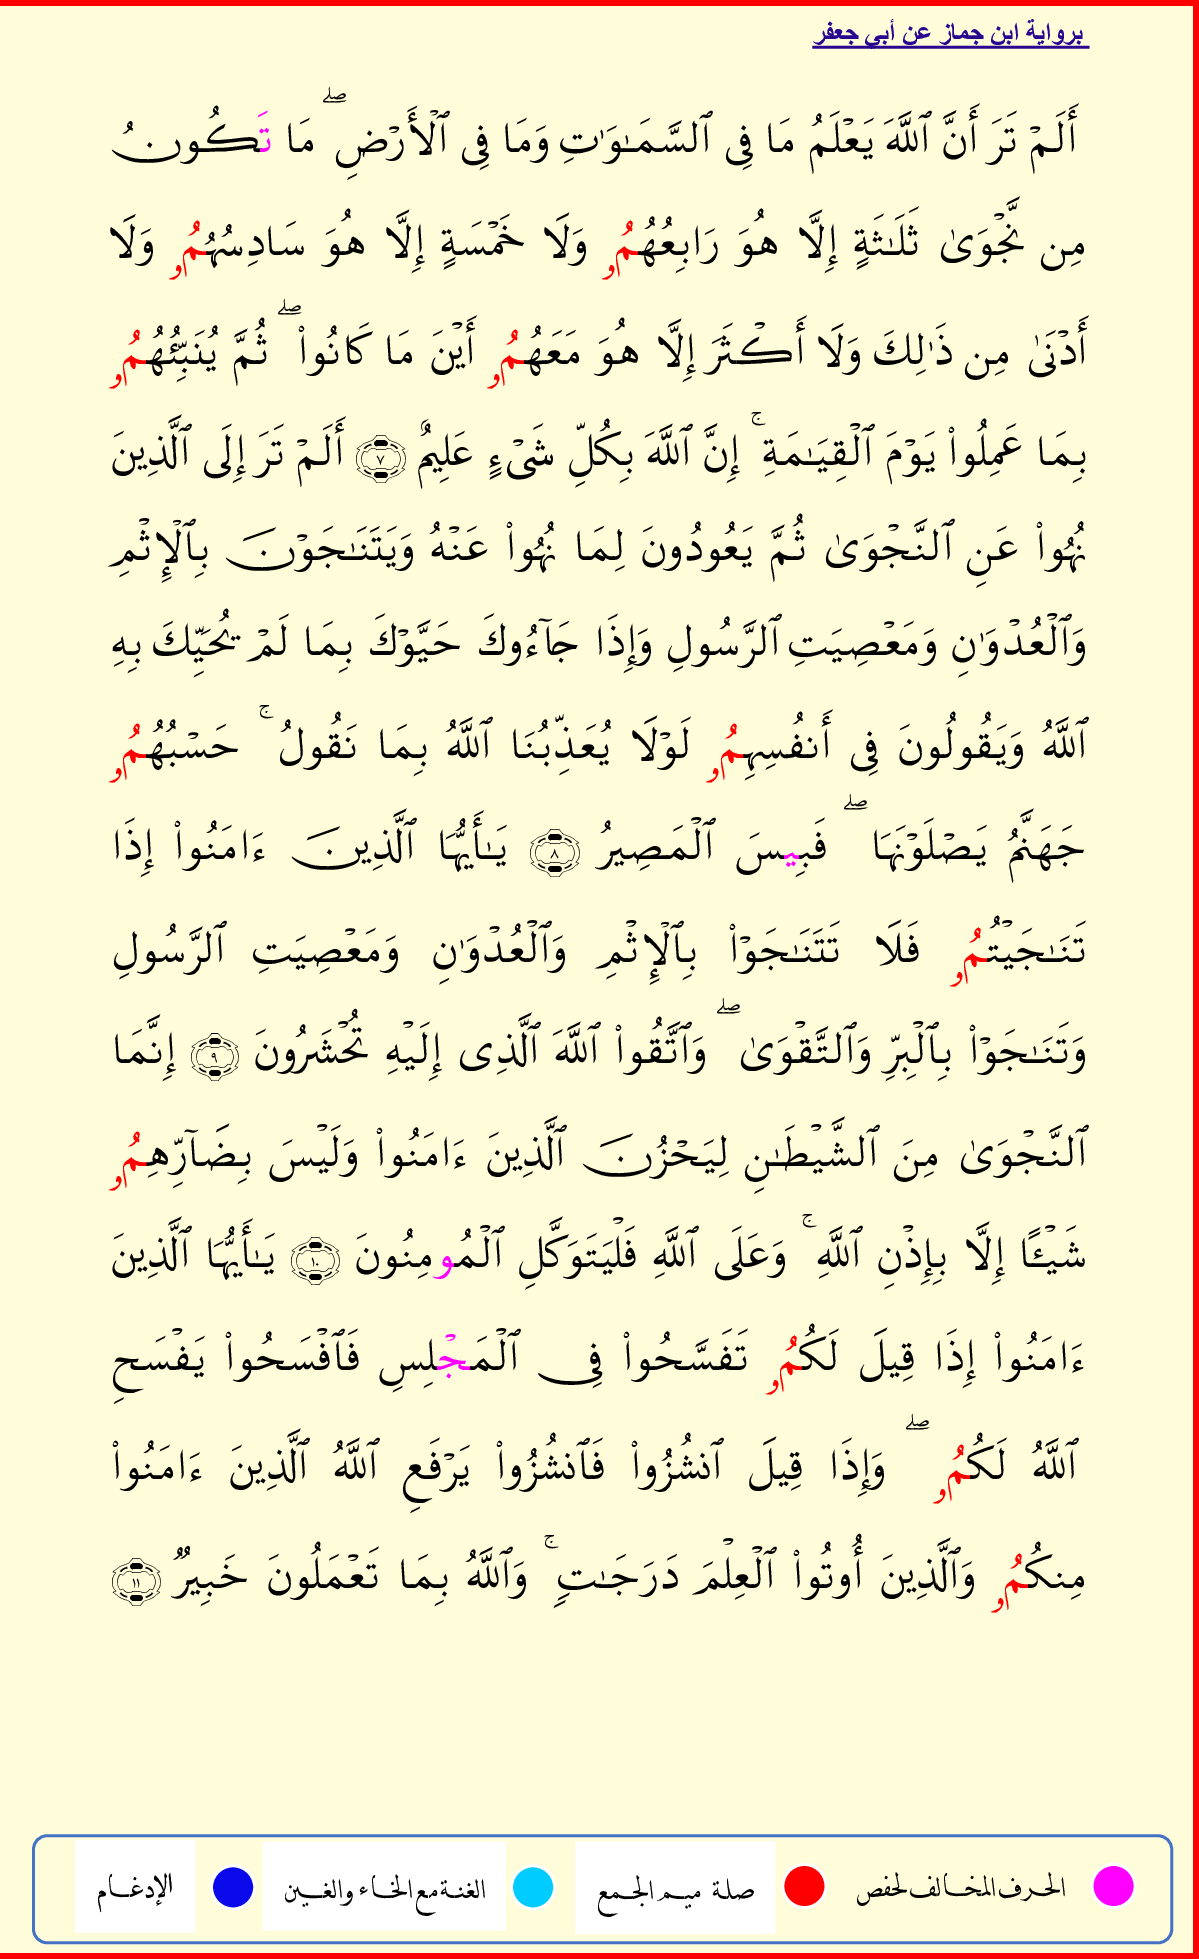 برواية ابن جماز عن أبي جعفر
أَلَمۡ تَرَ أَنَّ ٱللَّهَ يَعۡلَمُ مَا فِي ٱلسَّمَٰوَٰتِ وَمَا فِي ٱلۡأَرۡضِۖ مَا تَكُونُ
مِن نَّجۡوَىٰ ثَلَٰثَةٍ إِلَّا هُوَ رَابِعُهُمُۥ وَلَا خَمۡسَةٍ إِلَّا هُوَ سَادِسُهُمُۥ وَلَا
أَدۡنَىٰ مِن ذَٰلِكَ وَلَا أَكۡثَرَ إِلَّا هُوَ مَعَهُمُۥ أَيۡنَ مَا كَانُواْۖ ثُمَّ يُنَبِّئُهُمُۥ
بِمَا عَمِلُواْ يَوۡمَ ٱلۡقِيَٰمَةِۚ إِنَّ ٱللَّهَ بِكُلِّ شَيۡءٍ عَلِيمٌ ٧ أَلَمۡ تَرَ إِلَى ٱلَّذِينَ
نُهُواْ عَنِ ٱلنَّجۡوَىٰ ثُمَّ يَعُودُونَ لِمَا نُهُواْ عَنۡهُ وَيَتَنَٰجَوۡنَ بِٱلۡإِثۡمِ
وَٱلۡعُدۡوَٰنِ وَمَعۡصِيَتِ ٱلرَّسُولِ وَإِذَا جَآءُوكَ حَيَّوۡكَ بِمَا لَمۡ يُحَيِّكَ بِهِ
ٱللَّهُ وَيَقُولُونَ فِي أَنفُسِهِمُۥ لَوۡلَا يُعَذِّبُنَا ٱللَّهُ بِمَا نَقُولُۚ حَسۡبُهُمُۥ
جَهَنَّمُ يَصۡلَوۡنَهَاۖ فَبِيسَ ٱلۡمَصِيرُ ٨ يَٰأَيُّهَا ٱلَّذِينَ ءَامَنُواْ إِذَا
تَنَٰجَيۡتُمُۥ فَلَا تَتَنَٰجَوۡاْ بِٱلۡإِثۡمِ وَٱلۡعُدۡوَٰنِ وَمَعۡصِيَتِ ٱلرَّسُولِ
وَتَنَٰجَوۡاْ بِٱلۡبِرِّ وَٱلتَّقۡوَىٰۖ وَٱتَّقُواْ ٱللَّهَ ٱلَّذِي إِلَيۡهِ تُحۡشَرُونَ ٩ إِنَّمَا
ٱلنَّجۡوَىٰ مِنَ ٱلشَّيۡطَٰنِ لِيَحۡزُنَ ٱلَّذِينَ ءَامَنُواْ وَلَيۡسَ بِضَآرِّهِمُۥ
شَيۡـًٔا إِلَّا بِإِذۡنِ ٱللَّهِۚ وَعَلَى ٱللَّهِ فَلۡيَتَوَكَّلِ ٱلۡمُومِنُونَ ١٠ يَٰأَيُّهَا ٱلَّذِينَ
ءَامَنُواْ إِذَا قِيلَ لَكُمُۥ تَفَسَّحُواْ فِي ٱلۡمَجۡلِسِ فَٱفۡسَحُواْ يَفۡسَحِ
ٱللَّهُ لَكُمُۥۖ وَإِذَا قِيلَ ٱنشُزُواْ فَٱنشُزُواْ يَرۡفَعِ ٱللَّهُ ٱلَّذِينَ ءَامَنُواْ
مِنكُمُۥ وَٱلَّذِينَ أُوتُواْ ٱلۡعِلۡمَ دَرَجَٰتٍۚ وَٱللَّهُ بِمَا تَعۡمَلُونَ خَبِيرٌ ١١
الحرف المخالف لحفص صلة ميم الجمع الغنة مع الخاء والغين الإدغام